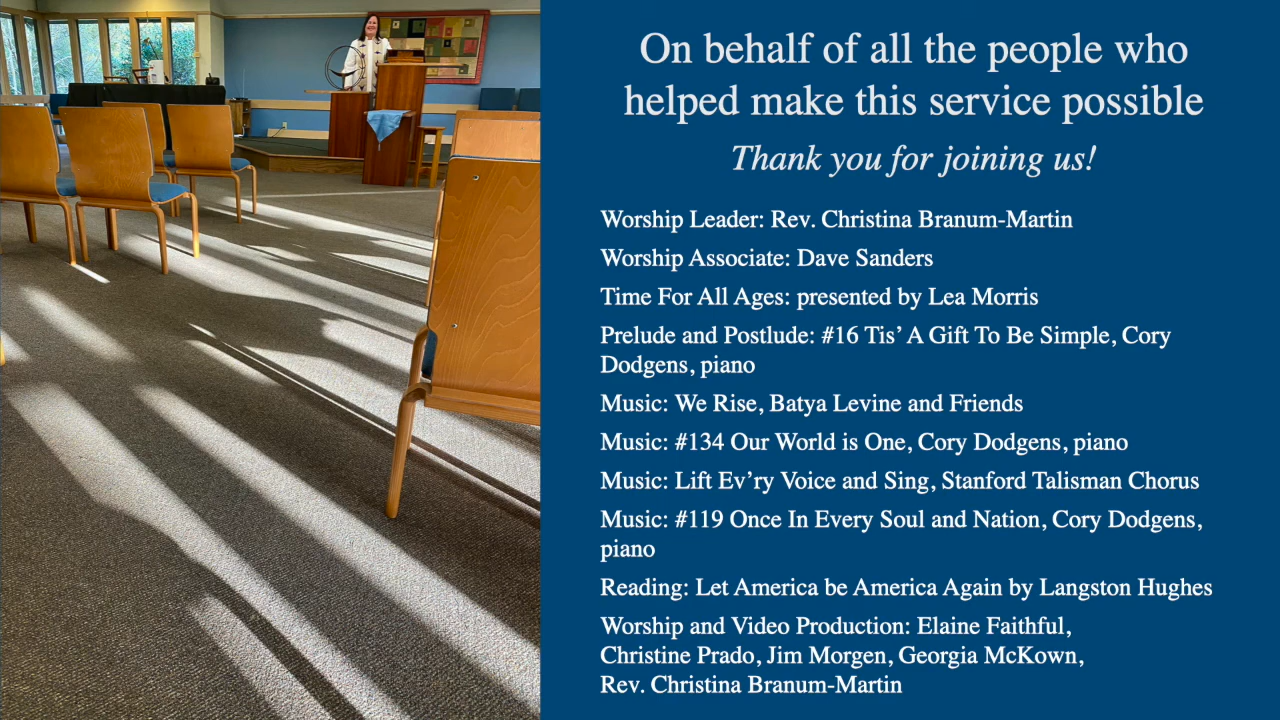 On behalf of all the people who
helped make this service possible
Thank you for joining us!
Worship Leader: Rev. Christina Branum-Martin
Worship Associate: Dave Sanders
Time For All Ages: presented by Lea Morris
Prelude and Postlude: #16 Tis’ A Gift To Be Simple, Cory
Dodgens, piano
Music: We Rise, Batya Levine and Friends
Music: #134 Our World is One, Cory Dodgens, piano
Music: Lift Ev’ry Voice and Sing, Stanford Talisman Chorus
Music: #119 Once In Every Soul and Nation, Cory Dodgens,
piano
Reading: Let America be America Again by Langston Hughes
Worship and Video Production: Elaine Faithful,
Christine Prado, Jim Morgen, Georgia McKown,
Rev. Christina Branum-Martin